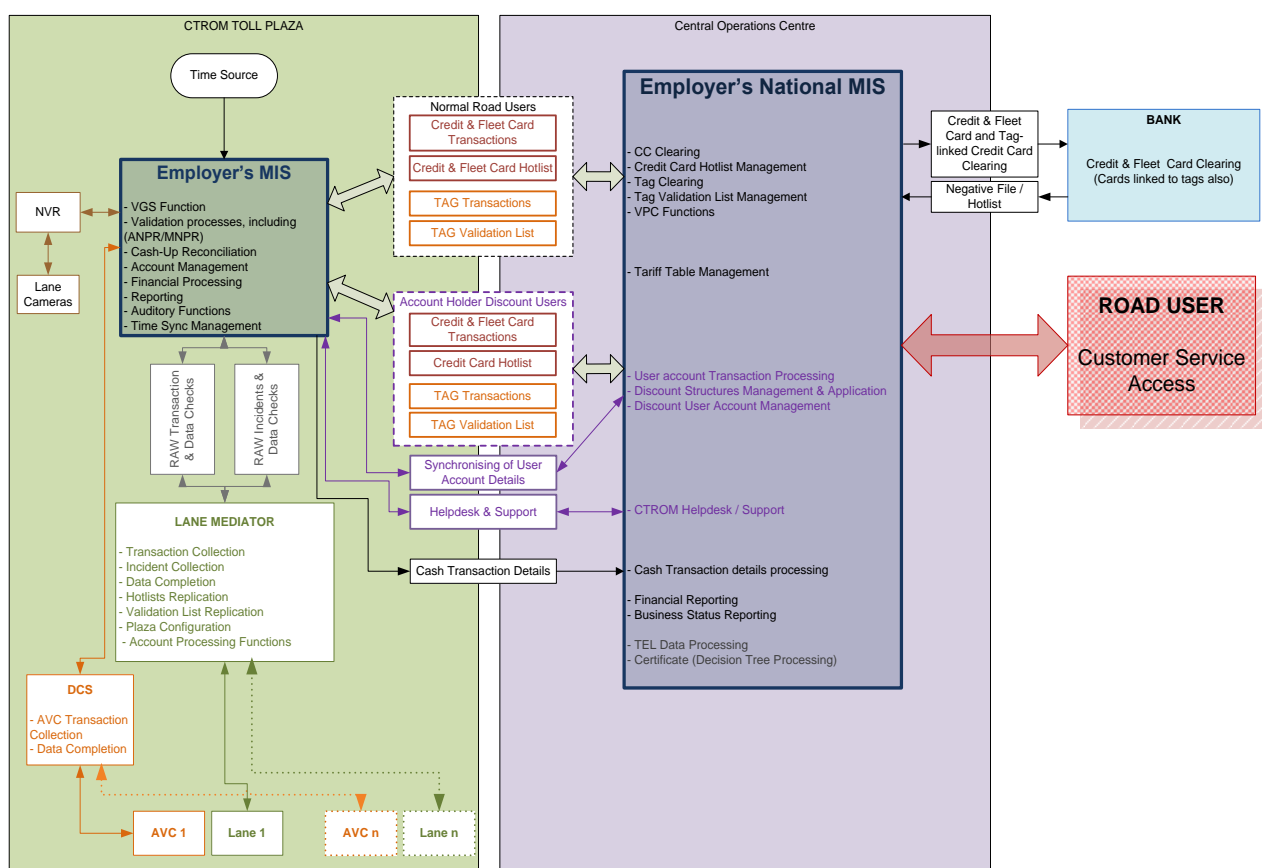 CTROM TOLL PLAZA
Central Operations Centre
Time Source
Employer's MIS
- VGS Function
- Validation processes, including
(ANPR/MNPR)
- Cash-Up Reconciliation
- Account Management
- Financial Processing
- Reporting
- Auditory Functions
- Time Sync Management
NVR
Lane
Cameras
RAW Transaction
& Data Checks
RAW Incidents &
Data Checks
LANE MEDIATOR
- Transaction Collection
- Incident Collection
- Data Completion
- Hotlists Replication
- Validation List Replication
- Plaza Configuration
- Account Processing Functions
DCS
- AVC Transaction
Collection
- Data Completion
AVC 1
Lane 1
AVC n
Lane n
Normal Road Users
Credit & Fleet Card
Transactions
Credit & Fleet Card Hotlist
TAG Transactions
TAG Validation List
Account Holder Discount Users
Credit & Fleet Card
Transactions
Credit Card Hotlist
TAG Transactions
TAG Validation List
Synchronising of User
Account Details
Helpdesk & Support
Cash Transaction Details
Employer's National MIS
- CC Clearing
- Credit Card Hotlist Management
- Tag Clearing
- Tag Validation List Management
- VPC Functions
- Tariff Table Management
- User account Transaction Processing
- Discount Structures Management & Application
- Discount User Account Management
- CTROM Helpdesk / Support
- Cash Transaction details processing
- Financial Reporting
- Business Status Reporting
- TEL Data Processing
- Certificate (Decision Tree Processing)
Credit & Fleet
Card and Tag-
linked Credit Card
Clearing
Negative File /
Hotlist
BANK
Credit & Fleet Card Clearing
(Cards linked to tags also)
ROAD USER
Customer Service
Access